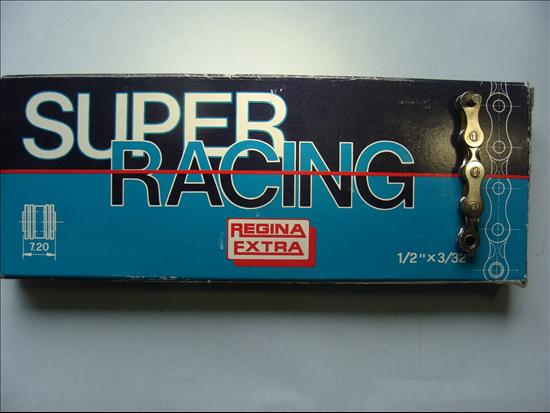 SUPER
RACING
REGINA
EXTRA
7.20
1/2"×3/32"